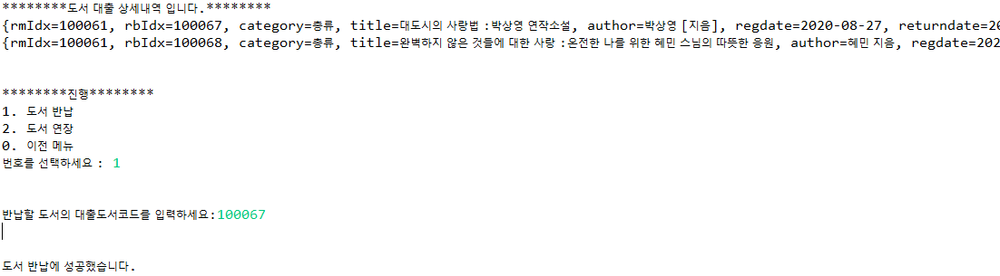 ********도서 대출 상세내역 입니다.********
{rmIdx=100061, rbIdx=100067, category=총류, title=대도시의 사랑법 :박상영 연작소설, author=박상영 [지음], regdate=2020-08-27, returndate=20
{rmIdx=100061, rbIdx=100068, category=총류, title=완벽하지 않은 것들에 대한 사랑 :온전한 나를 위한 혜민 스님의 따뜻한 응원, author=혜민 지음, regdate=202
********진행********
1. 도서 반납
2. 도서 연장
0. 이전 메뉴
번호를 선택하세요 : 1
반납할 도서의 대출도서코드를 입력하세요:100067
도서 반납에 성공했습니다.